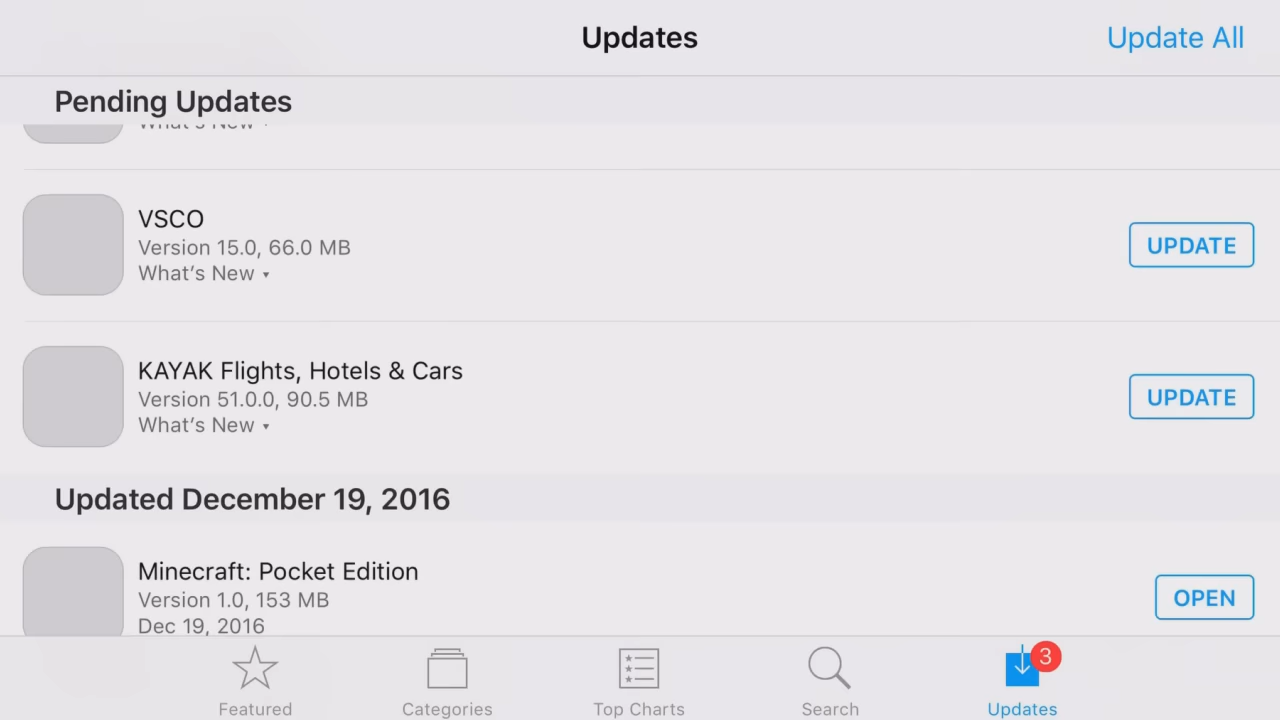 Updates
Update All
Pending Updates
What's New ▾
VSCO
Version 15.0, 66.0 MB
What's New ▾
UPDATE
KAYAK Flights, Hotels & Cars
Version 51.0.0, 90.5 MB
What's New ▾
UPDATE
Updated December 19, 2016
Minecraft: Pocket Edition
Version 1.0, 153 MB
Dec 19, 2016
OPEN
3
Featured
Categories
Top Charts
Search
Updates